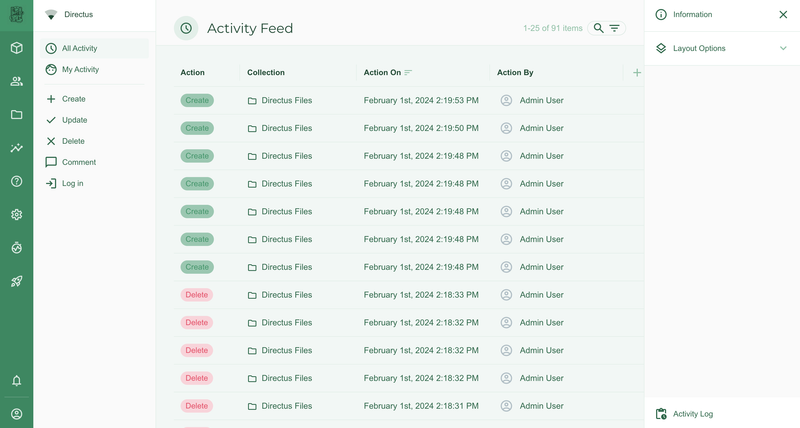 Directus
All Activity
My Activity
Create
Update
Delete
Comment
Log in
Activity Feed
1-25 of 91 items
Action Collection Action On Action By
Create Directus Files February 1st, 2024 2:19:53 PM Admin User
Create Directus Files February 1st, 2024 2:19:50 PM Admin User
Create Directus Files February 1st, 2024 2:19:48 PM Admin User
Create Directus Files February 1st, 2024 2:19:48 PM Admin User
Create Directus Files February 1st, 2024 2:19:48 PM Admin User
Create Directus Files February 1st, 2024 2:19:48 PM Admin User
Create Directus Files February 1st, 2024 2:19:48 PM Admin User
Delete Directus Files February 1st, 2024 2:18:33 PM Admin User
Delete Directus Files February 1st, 2024 2:18:32 PM Admin User
Delete Directus Files February 1st, 2024 2:18:32 PM Admin User
Delete Directus Files February 1st, 2024 2:18:32 PM Admin User
Delete Directus Files February 1st, 2024 2:18:31 PM Admin User
Information
Layout Options
Activity Log